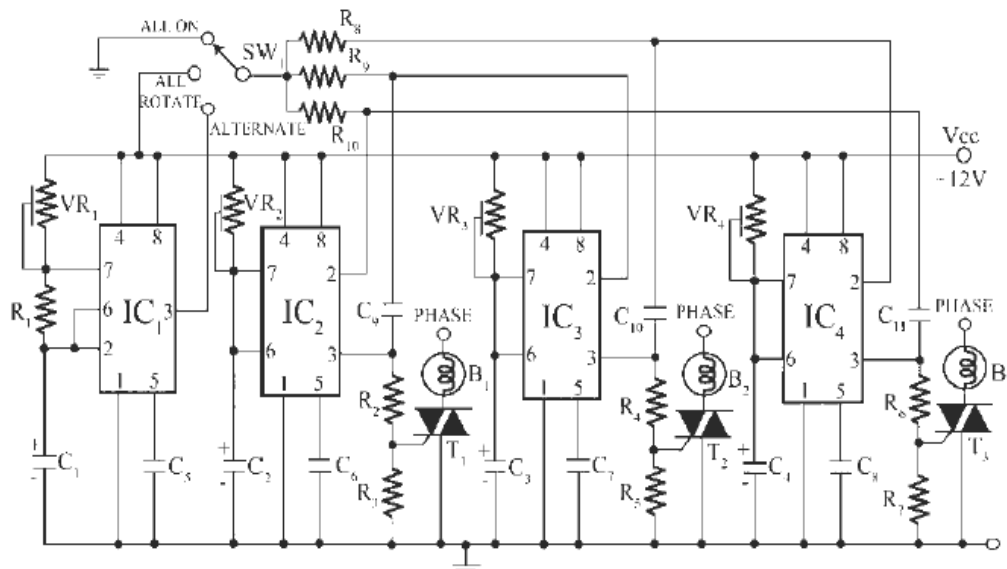 ALL ON
SW1
R8
R9
R10
ALL
ROTATE
ALTERNATE
Vcc
~12V
VR1
VR2
VR3
VR4
4 8
4 8
4 8
4 8
7
6
2
IC1
3
1 5
R1
7
6
2
3
IC2
1 5
7
6
2
3
IC3
1 5
7
6
2
3
IC4
1 5
C9
C10
C11
PHASE
PHASE
PHASE
B1
B2
B
R2
R3
R4
R5
R6
R7
T1
T2
T3
C1
C5
C2
C6
C3
C7
C4
C8
+
-
+
-
+
-
+
-